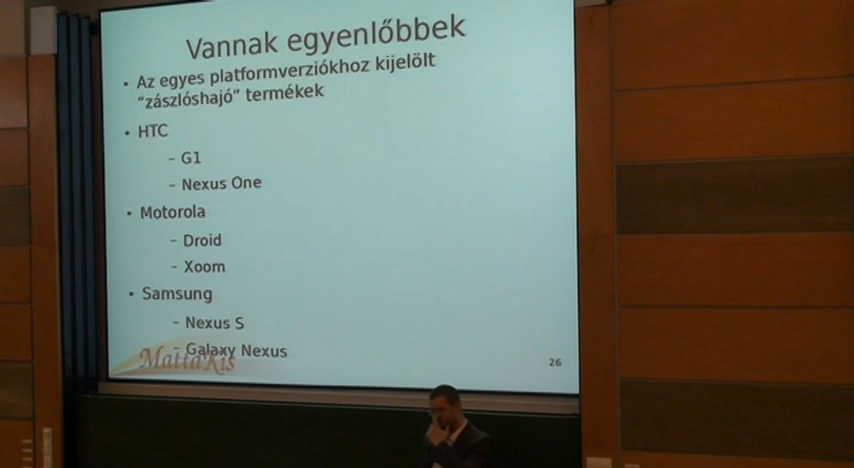 Vannak egyenlőbbek
• Az egyes platformverziókhoz kijelölt
"zászlóshajó" termékek
• HTC
– G1
– Nexus One
• Motorola
– Droid
– Xoom
• Samsung
– Nexus S
– Galaxy Nexus
MattaKis
26